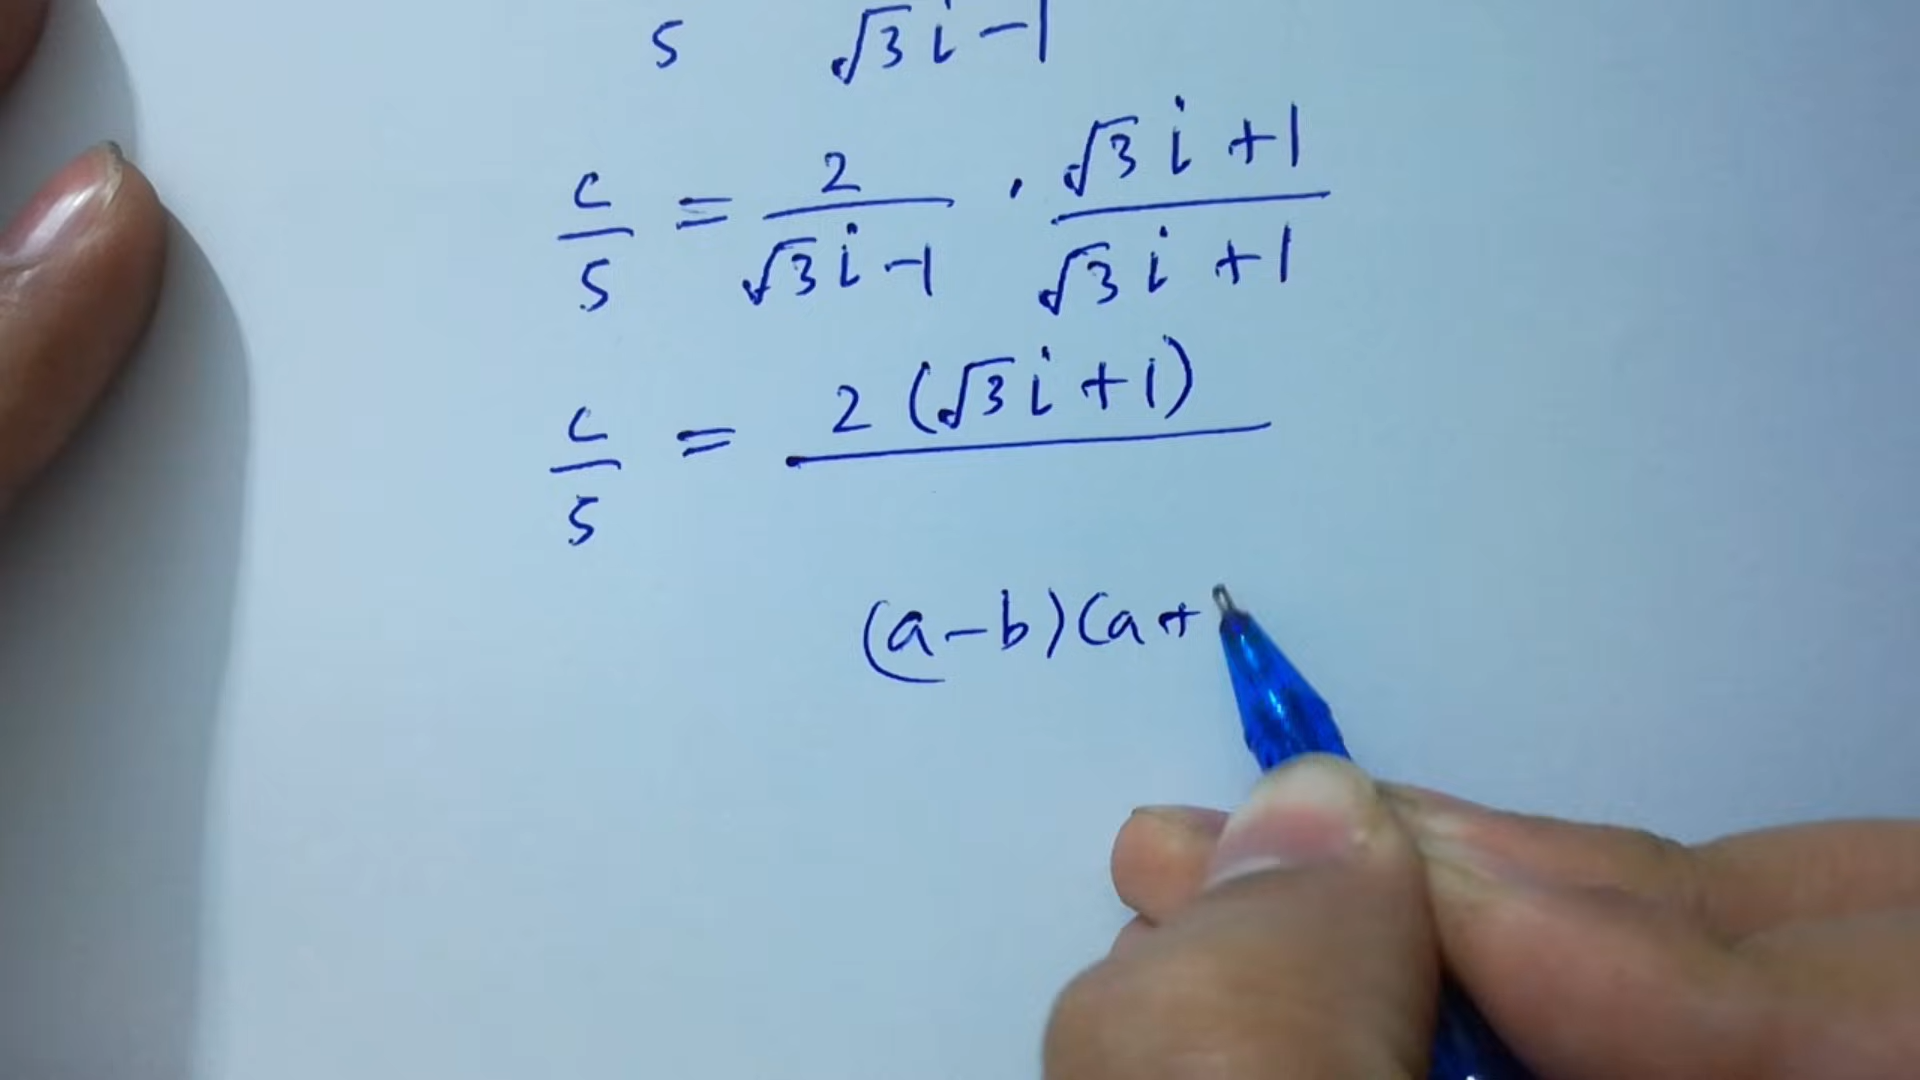 5 √3 i -1
c/5 = 2/(√3 i -1) . (√3 i +1)/(√3 i +1)
c/5 = 2 (√3 i +1)
(a-b)(a+